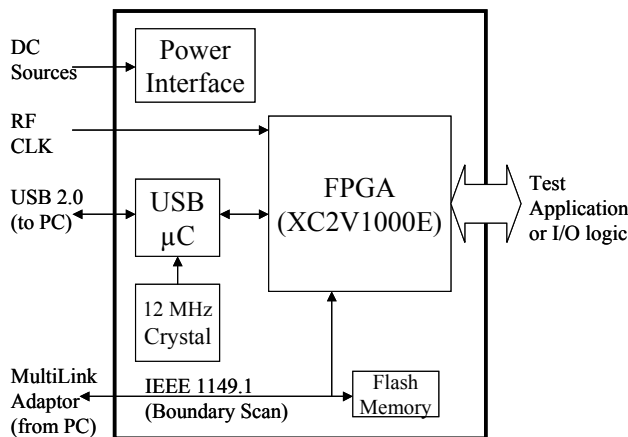 DC
Sources
Power
Interface
RF
CLK
USB 2.0
(to PC)
USB
µC
FPGA
(XC2V1000E)
Test
Application
or I/O logic
12 MHz
Crystal
MultiLink
Adaptor
(from PC)
IEEE 1149.1
(Boundary Scan)
Flash
Memory